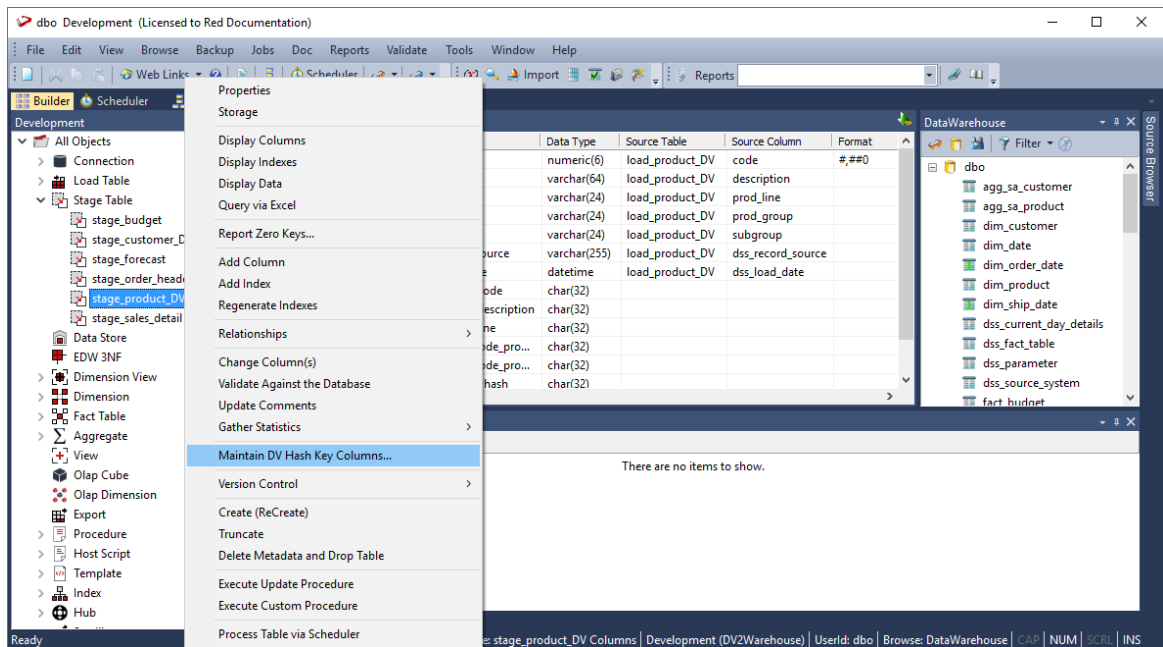 dbo Development (Licensed to Red Documentation)
File Edit View Browse Backup Jobs Doc Reports Validate Tools Window Help
Web Links Scheduler Import Reports
Builder Scheduler
Development
All Objects
Connection
Load Table
Stage Table
stage_budget
stage_customer_D
stage_forecast
stage_order_head
stage_product_DV
stage_sales_detail
Data Store
EDW 3NF
Dimension View
Dimension
Fact Table
Aggregate
View
Olap Cube
Olap Dimension
Export
Procedure
Host Script
Template
Index
Hub
Properties
Storage
Display Columns
Display Indexes
Display Data
Query via Excel
Report Zero Keys...
Add Column
Add Index
Regenerate Indexes
Relationships
Change Column(s)
Validate Against the Database
Update Comments
Gather Statistics
Maintain DV Hash Key Columns...
Version Control
Create (ReCreate)
Truncate
Delete Metadata and Drop Table
Execute Update Procedure
Execute Custom Procedure
Process Table via Scheduler
Data Type Source Table Source Column Format
numeric(6) load_product_DV code #,##0
varchar(64) load_product_DV description
varchar(24) load_product_DV prod_line
varchar(24) load_product_DV prod_group
varchar(24) load_product_DV subgroup
ource varchar(255) load_product_DV dss_record_source
e datetime load_product_DV dss_load_date
ode char(32)
escription char(32)
ne char(32)
ode_pro... char(32)
ode_pro... char(32)
hash char(32)
There are no items to show.
DataWarehouse
Filter
dbo
agg_sa_customer
agg_sa_product
dim_customer
dim_date
dim_order_date
dim_product
dim_ship_date
dss_current_day_details
dss_fact_table
dss_parameter
dss_source_system
fact_budget
Source Browser
Ready
e: stage_product_DV Columns Development (DV2Warehouse) UserId: dbo Browse: DataWarehouse CAP NUM SCRL INS